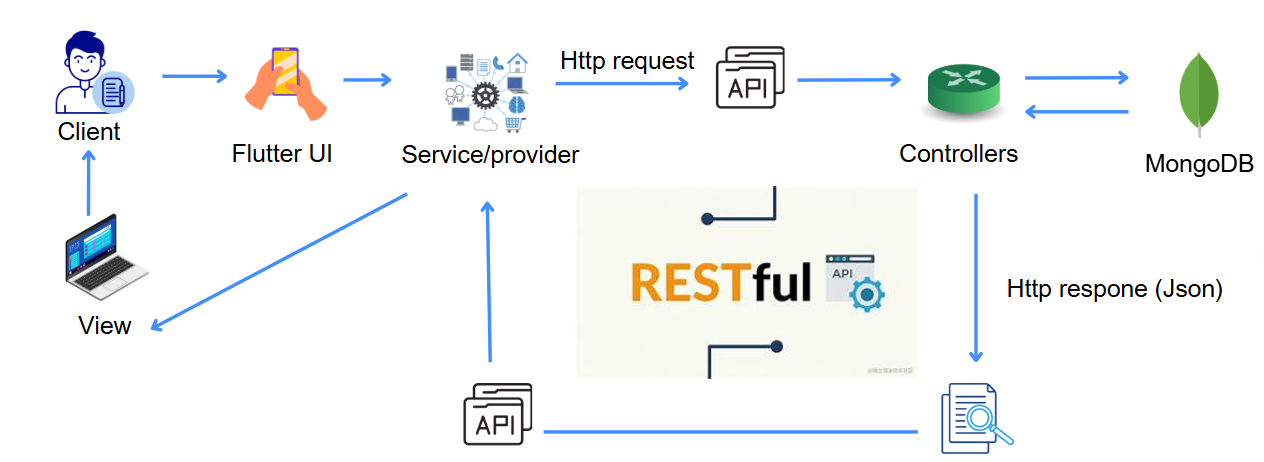 Http request
API
Client
Flutter UI
Service/provider
Controllers
MongoDB
RESTful
API
Http respone (Json)
View
API